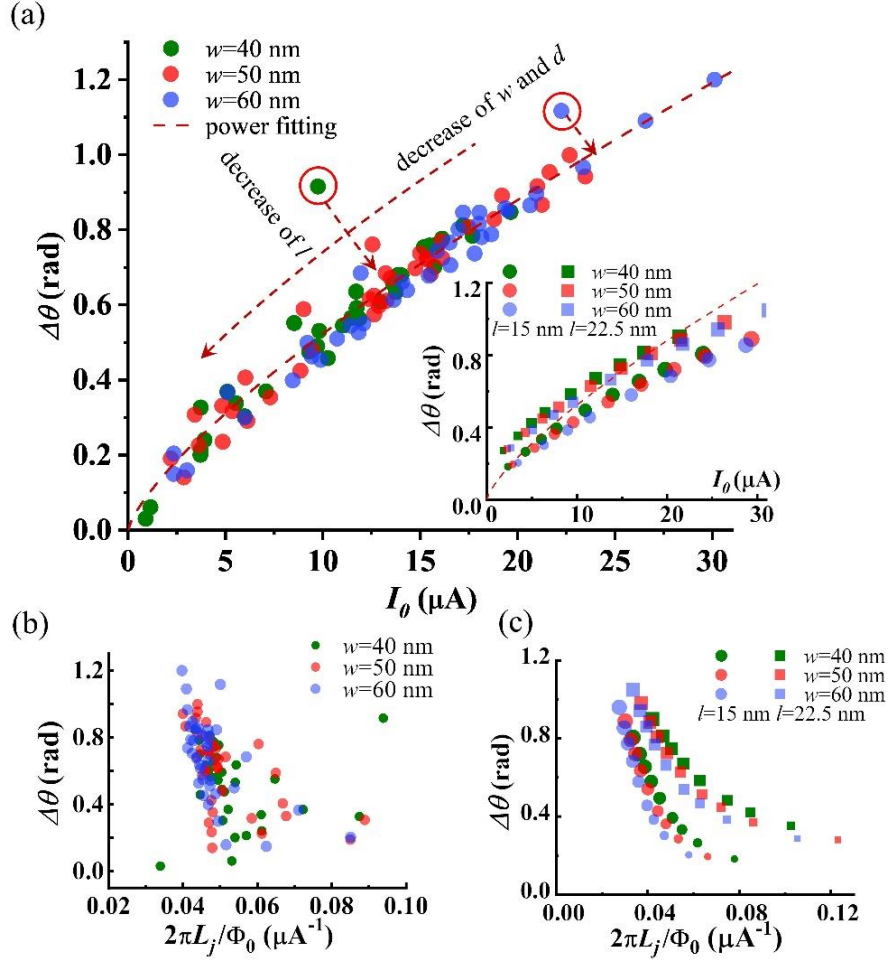 (a)
w=40 nm
w=50 nm
w=60 nm
power fitting
decrease of w and d
decrease of l
Δθ (rad)
1.2
1.0
0.8
0.6
0.4
0.2
0.0
0 5 10 15 20 25 30
I₀ (μA)
w=40 nm
w=50 nm
w=60 nm
l=15 nm l=22.5 nm
Δθ (rad)
1.2
0.8
0.4
0.0
I₀ (μA)
0 10 20 30
(b)
w=40 nm
w=50 nm
w=60 nm
Δθ (rad)
1.2
0.8
0.4
0.0
0.02 0.04 0.06 0.08 0.10
2πLⱼ/Φ₀ (μA⁻¹)
(c)
w=40 nm
w=50 nm
w=60 nm
l=15 nm l=22.5 nm
Δθ (rad)
1.2
0.8
0.4
0.0
0.00 0.04 0.08 0.12
2πLⱼ/Φ₀ (μA⁻¹)